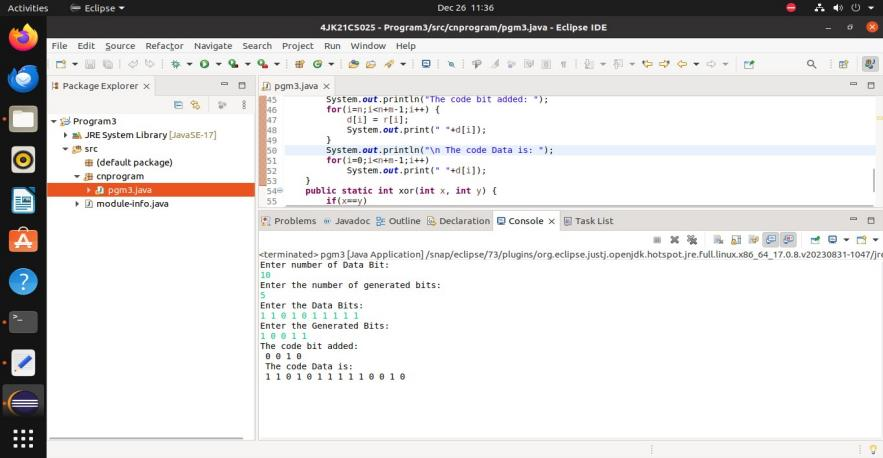 Activities Eclipse Dec 26 11:36
4JK21CS025 - Program3/src/cnprogram/pgm3.java - Eclipse IDE
File Edit Source Refactor Navigate Search Project Run Window Help
Package Explorer
Program3
JRE System Library [JavaSE-17]
src
(default package)
cnprogram
pgm3.java
module-info.java
pgm3.java
45 System.out.println("The code bit added: ");
46 for(i=n;i<n+m-1;i++) {
47 d[i] = r[i];
48 System.out.print(" "+d[i]);
49 }
50 System.out.println("\n The code Data is: ");
51 for(i=0;i<n+m-1;i++)
52 System.out.print(" "+d[i]);
53 }
54 public static int xor(int x, int y) {
55 if(x==y)
Problems Javadoc Outline Declaration Console Task List
<terminated> pgm3 [Java Application] /snap/eclipse/73/plugins/org.eclipse.justj.openjdk.hotspot.jre.full.linux.x86_64_17.0.8.v20230831-1047/jre
Enter number of Data Bit:
10
Enter the number of generated bits:
5
Enter the Data Bits:
1 1 0 1 0 1 1 1 1 1
Enter the Generated Bits:
1 0 0 1 1
The code bit added:
0 0 1 0
The code Data is:
1 1 0 1 0 1 1 1 1 1 0 0 1 0